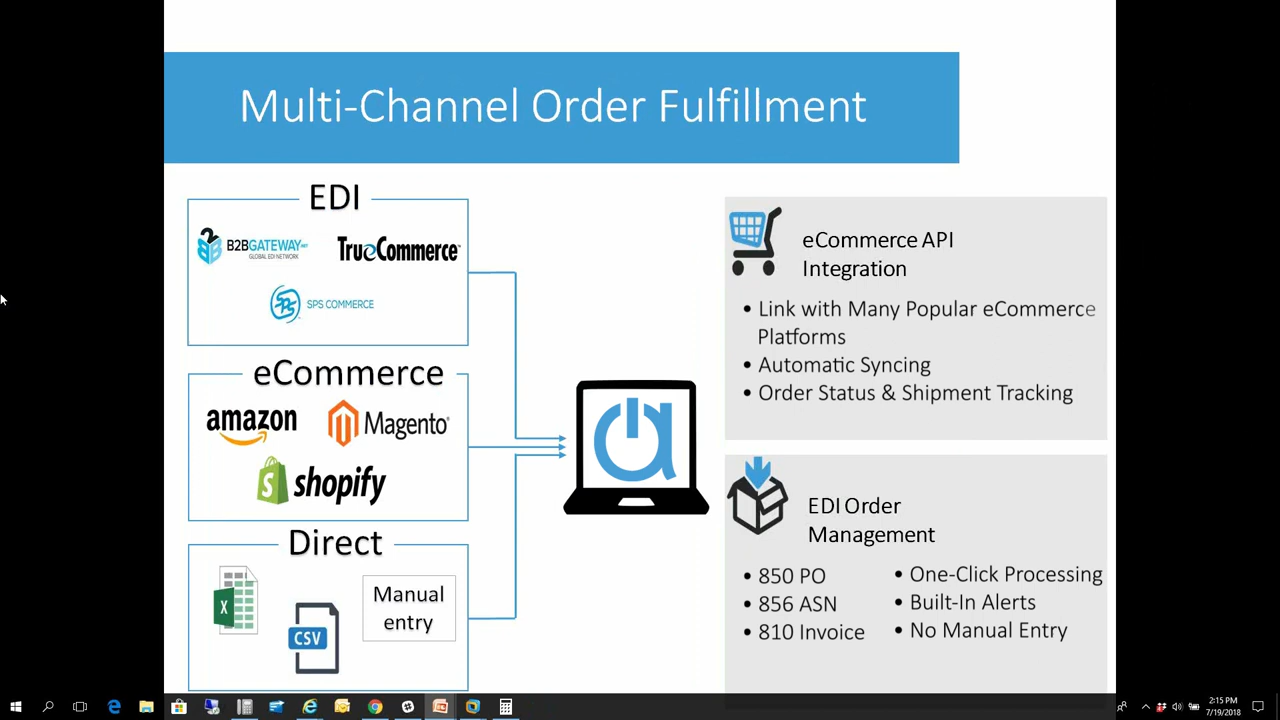 Multi-Channel Order Fulfillment
EDI
B2BGATEWAY.NET
GLOBAL EDI NETWORK
TrueCommerce
SPS
SPS COMMERCE
eCommerce
amazon
Magento
shopify
Direct
X
CSV
Manual
entry
eCommerce API
Integration
• Link with Many Popular eCommerce
Platforms
• Automatic Syncing
• Order Status & Shipment Tracking
EDI Order
Management
• 850 PO
• 856 ASN
• 810 Invoice
• One-Click Processing
• Built-In Alerts
• No Manual Entry
2:15 PM
7/19/2018